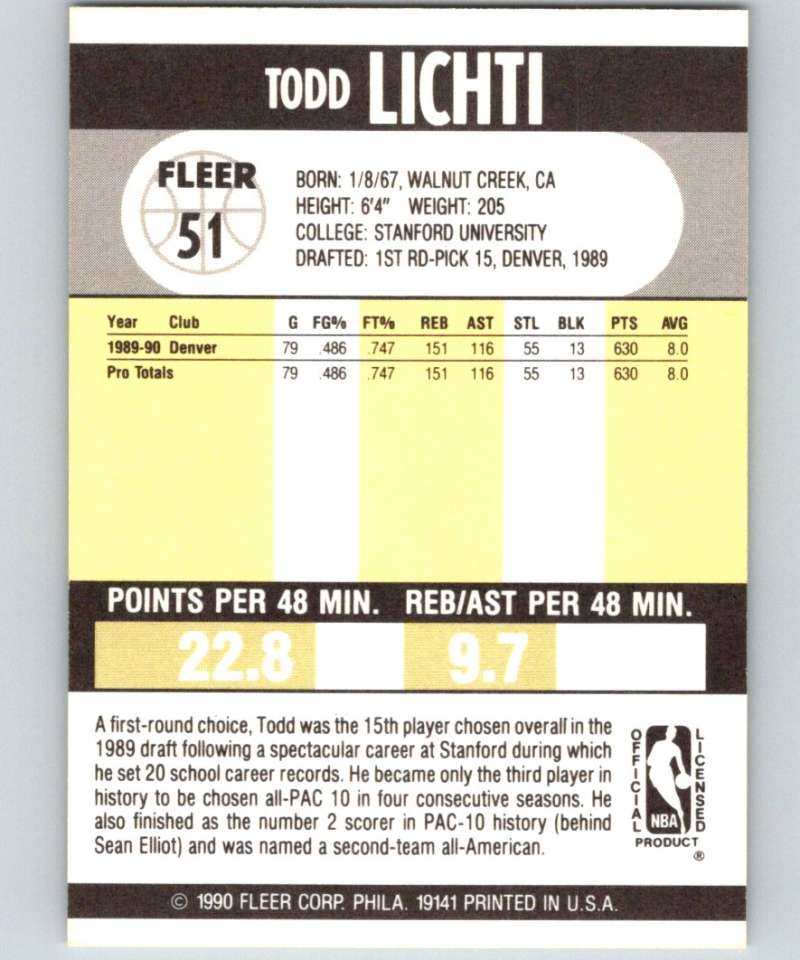 TODD LICHTI
FLEER
51
BORN: 1/8/67, WALNUT CREEK, CA
HEIGHT: 6'4" WEIGHT: 205
COLLEGE: STANFORD UNIVERSITY
DRAFTED: 1ST RD-PICK 15, DENVER, 1989
Year Club G FG% FT% REB AST STL BLK PTS AVG
1989-90 Denver 79 .486 .747 151 116 55 13 630 8.0
Pro Totals 79 .486 .747 151 116 55 13 630 8.0
POINTS PER 48 MIN. REB/AST PER 48 MIN.
22.8 9.7
A first-round choice, Todd was the 15th player chosen overall in the
1989 draft following a spectacular career at Stanford during which
he set 20 school career records. He became only the third player in
history to be chosen all-PAC 10 in four consecutive seasons. He
also finished as the number 2 scorer in PAC-10 history (behind
Sean Elliot) and was named a second-team all-American.
OFFICIAL
LICENSED
NBA
PRODUCT
®
© 1990 FLEER CORP. PHILA. 19141 PRINTED IN U.S.A.